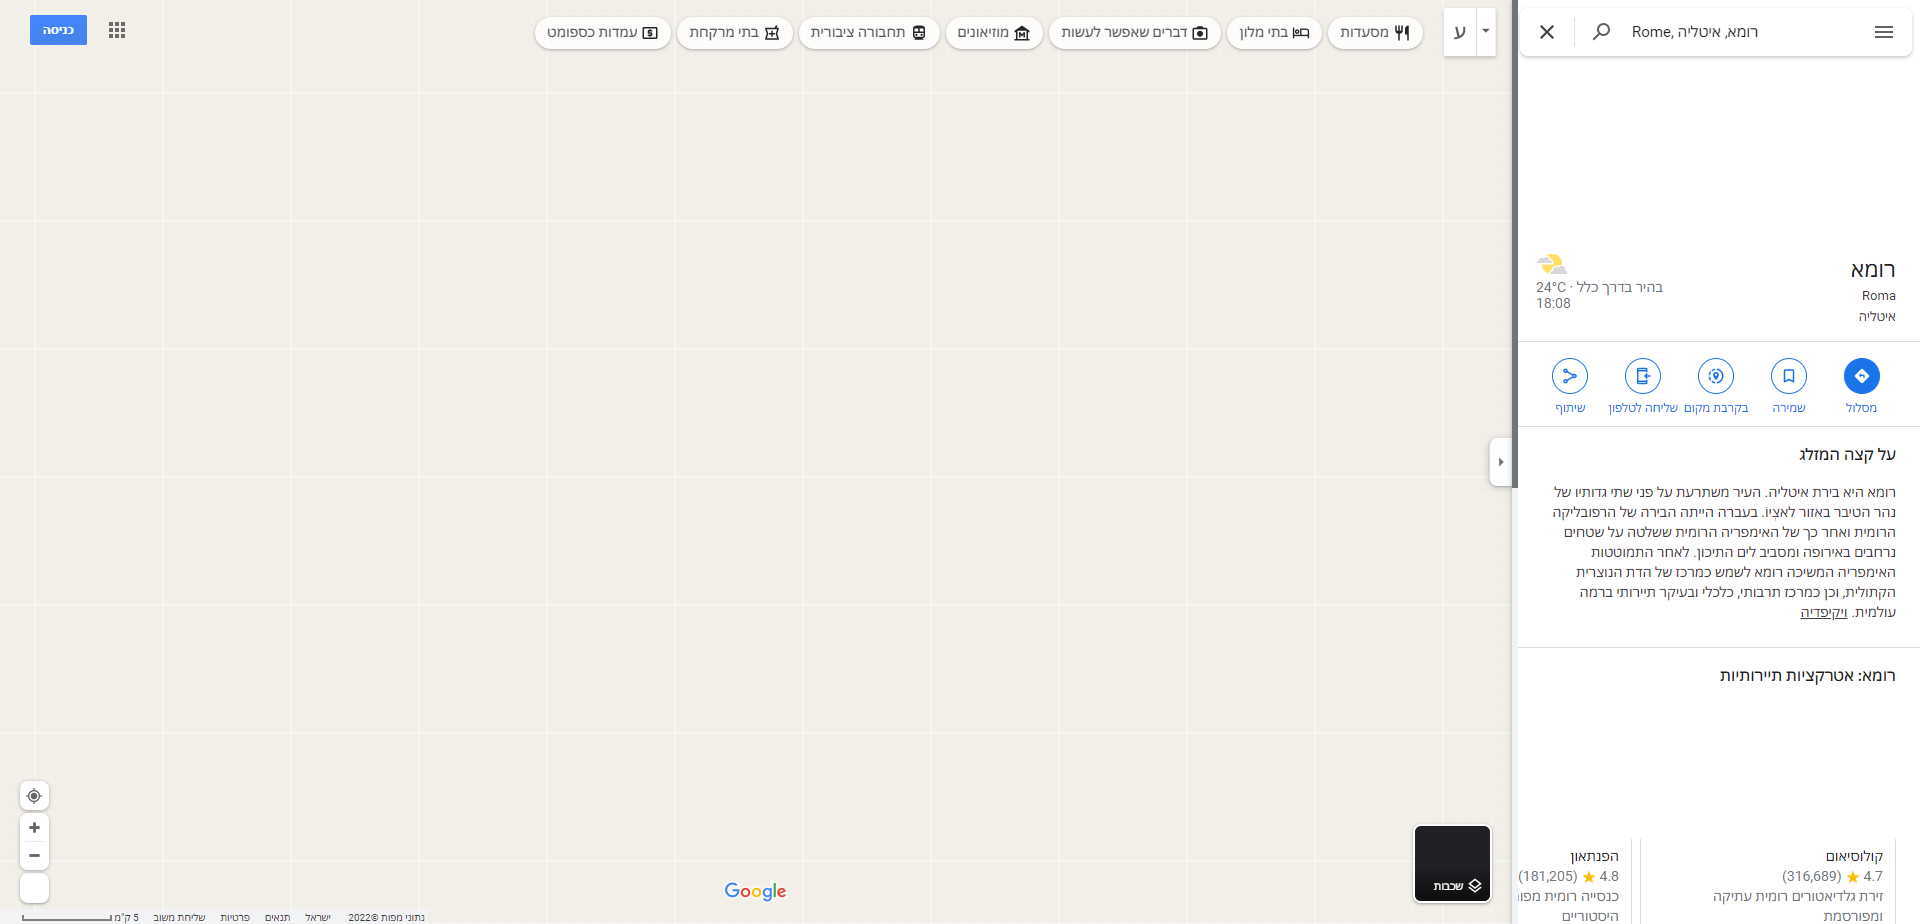 רומא, איטליה ,Rome
ע
מסעדות
בתי מלון
דברים שאפשר לעשות
מוזיאונים
תחבורה ציבורית
בתי מרקחת
עמדות כספומט
כניסה
רומא
Roma
איטליה
בהיר בדרך כלל · 24°C
18:08
מסלול
שמירה
בקרבת מקום
שליחה לטלפון
שיתוף
על קצה המזלג
רומא היא בירת איטליה. העיר משתרעת על פני שתי גדותיו של
נהר הטיבר באזור לאצְיוֹ. בעברה הייתה הבירה של הרפובליקה
הרומית ואחר כך של האימפריה הרומית ששלטה על שטחים
נרחבים באירופה ומסביב לים התיכון. לאחר התמוטטות
האימפריה המשיכה רומא לשמש כמרכז של הדת הנוצרית
הקתולית, וכן כמרכז תרבותי, כלכלי ובעיקר תיירותי ברמה
עולמית. ויקיפדיה
רומא: אטרקציות תיירותיות
קולוסיאום
4.7 (316,689)
זירת גלדיאטורים רומית עתיקה
ומפורסמת
הפנתאון
4.8 (181,205)
כנסייה רומית
היסטוריים
שכבות
Google
נתוני מפות ©2022
ישראל
תנאים
פרטיות
שליחת משוב
5 ק"מ